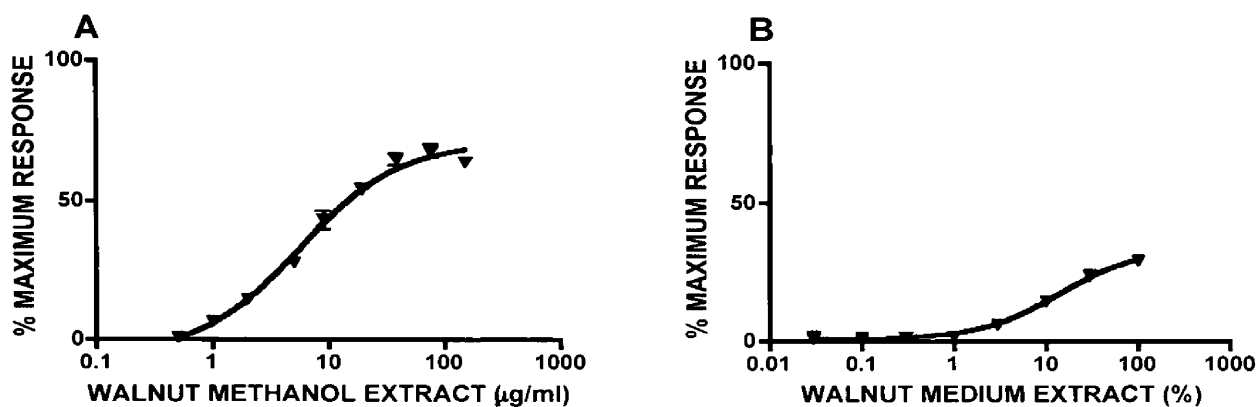 A
% MAXIMUM RESPONSE
100
50
0
0.1 1 10 100 1000
WALNUT METHANOL EXTRACT (µg/ml)
B
% MAXIMUM RESPONSE
100
50
0
0.01 0.1 1 10 100 1000
WALNUT MEDIUM EXTRACT (%)